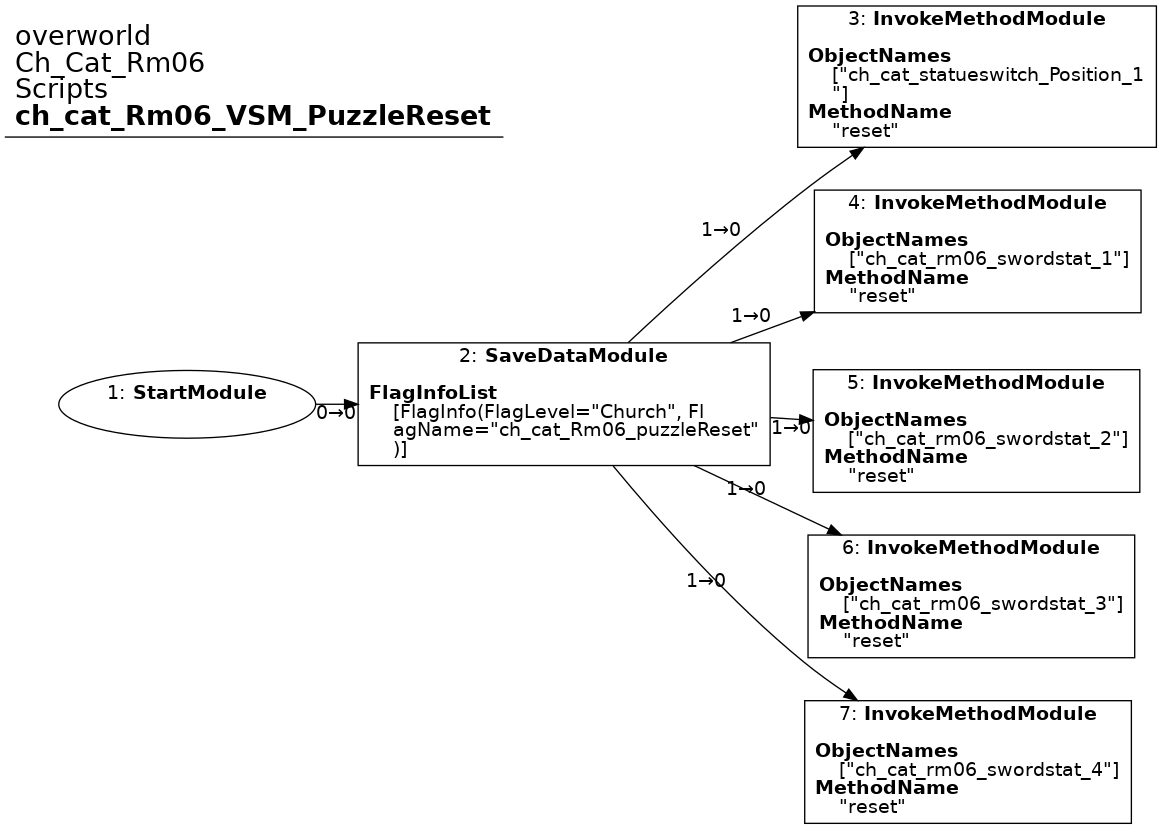 overworld
Ch_Cat_Rm06
Scripts
ch_cat_Rm06_VSM_PuzzleReset
1: StartModule
0→0
2: SaveDataModule
FlagInfoList
[FlagInfo(FlagLevel="Church", Fl
agName="ch_cat_Rm06_puzzleReset"
)]
1→0
3: InvokeMethodModule
ObjectNames
["ch_cat_statueswitch_Position_1
"]
MethodName
"reset"
1→0
4: InvokeMethodModule
ObjectNames
["ch_cat_rm06_swordstat_1"]
MethodName
"reset"
1→0
5: InvokeMethodModule
ObjectNames
["ch_cat_rm06_swordstat_2"]
MethodName
"reset"
1→0
6: InvokeMethodModule
ObjectNames
["ch_cat_rm06_swordstat_3"]
MethodName
"reset"
1→0
7: InvokeMethodModule
ObjectNames
["ch_cat_rm06_swordstat_4"]
MethodName
"reset"